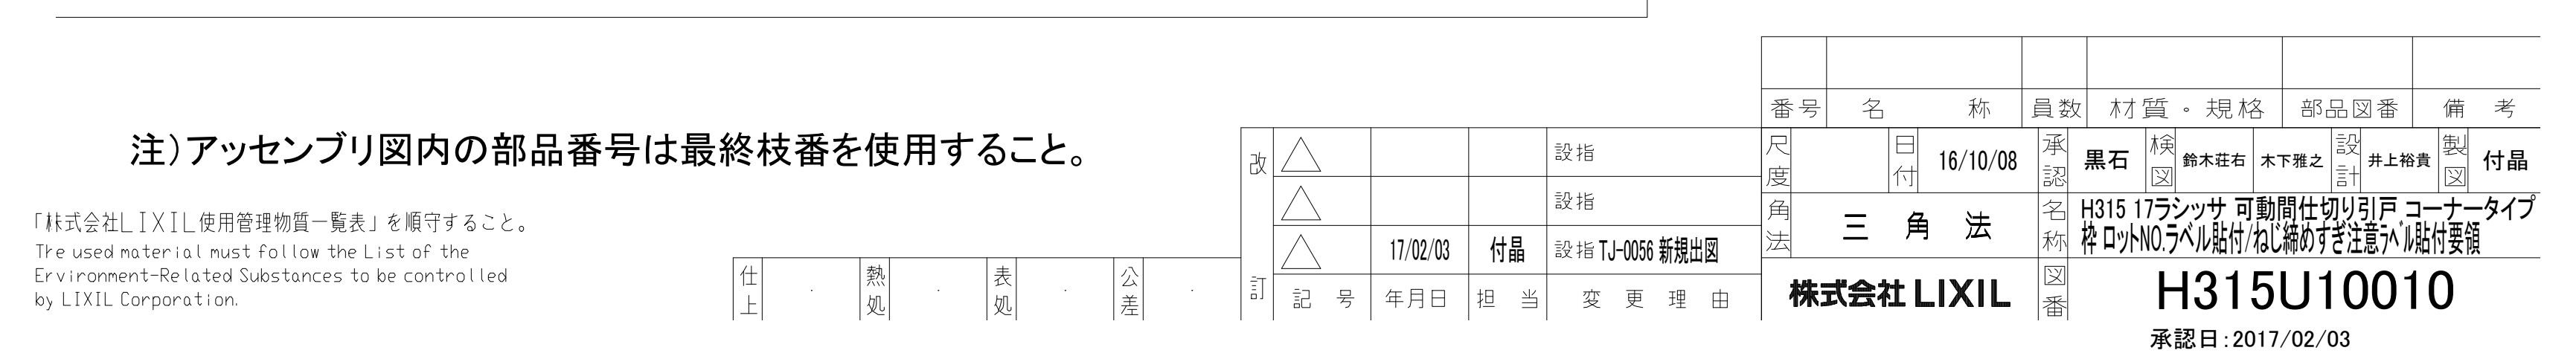 番号 名 称 員数 材質・規格 部品図番 備 考
注）アッセンブリ図内の部品番号は最終枝番を使用すること。
「株式会社LIXIL使用管理物質一覧表」を順守すること。
The used material must follow the List of the
Environment-Related Substances to be controlled
by LIXIL Corporation.
仕上 ・ 熱処 ・ 表処 ・ 公差 ・
改訂
設指
設指
17/02/03 付晶 設指 TJ-0056 新規出図
記 号 年月日 担 当 変 更 理 由
尺度 日付 16/10/08 承認 黒石 検図 鈴木荘右 木下雅之 設計 井上裕貴 製図 付晶
角法 三 角 法 名称 H315 17ラシッサ 可動間仕切り引戸 コーナータイプ
枠 ロットNO.ラベル貼付/ねじ締めすぎ注意ラベル貼付要領
株式会社 LIXIL 図番 H315U10010
承認日:2017/02/03